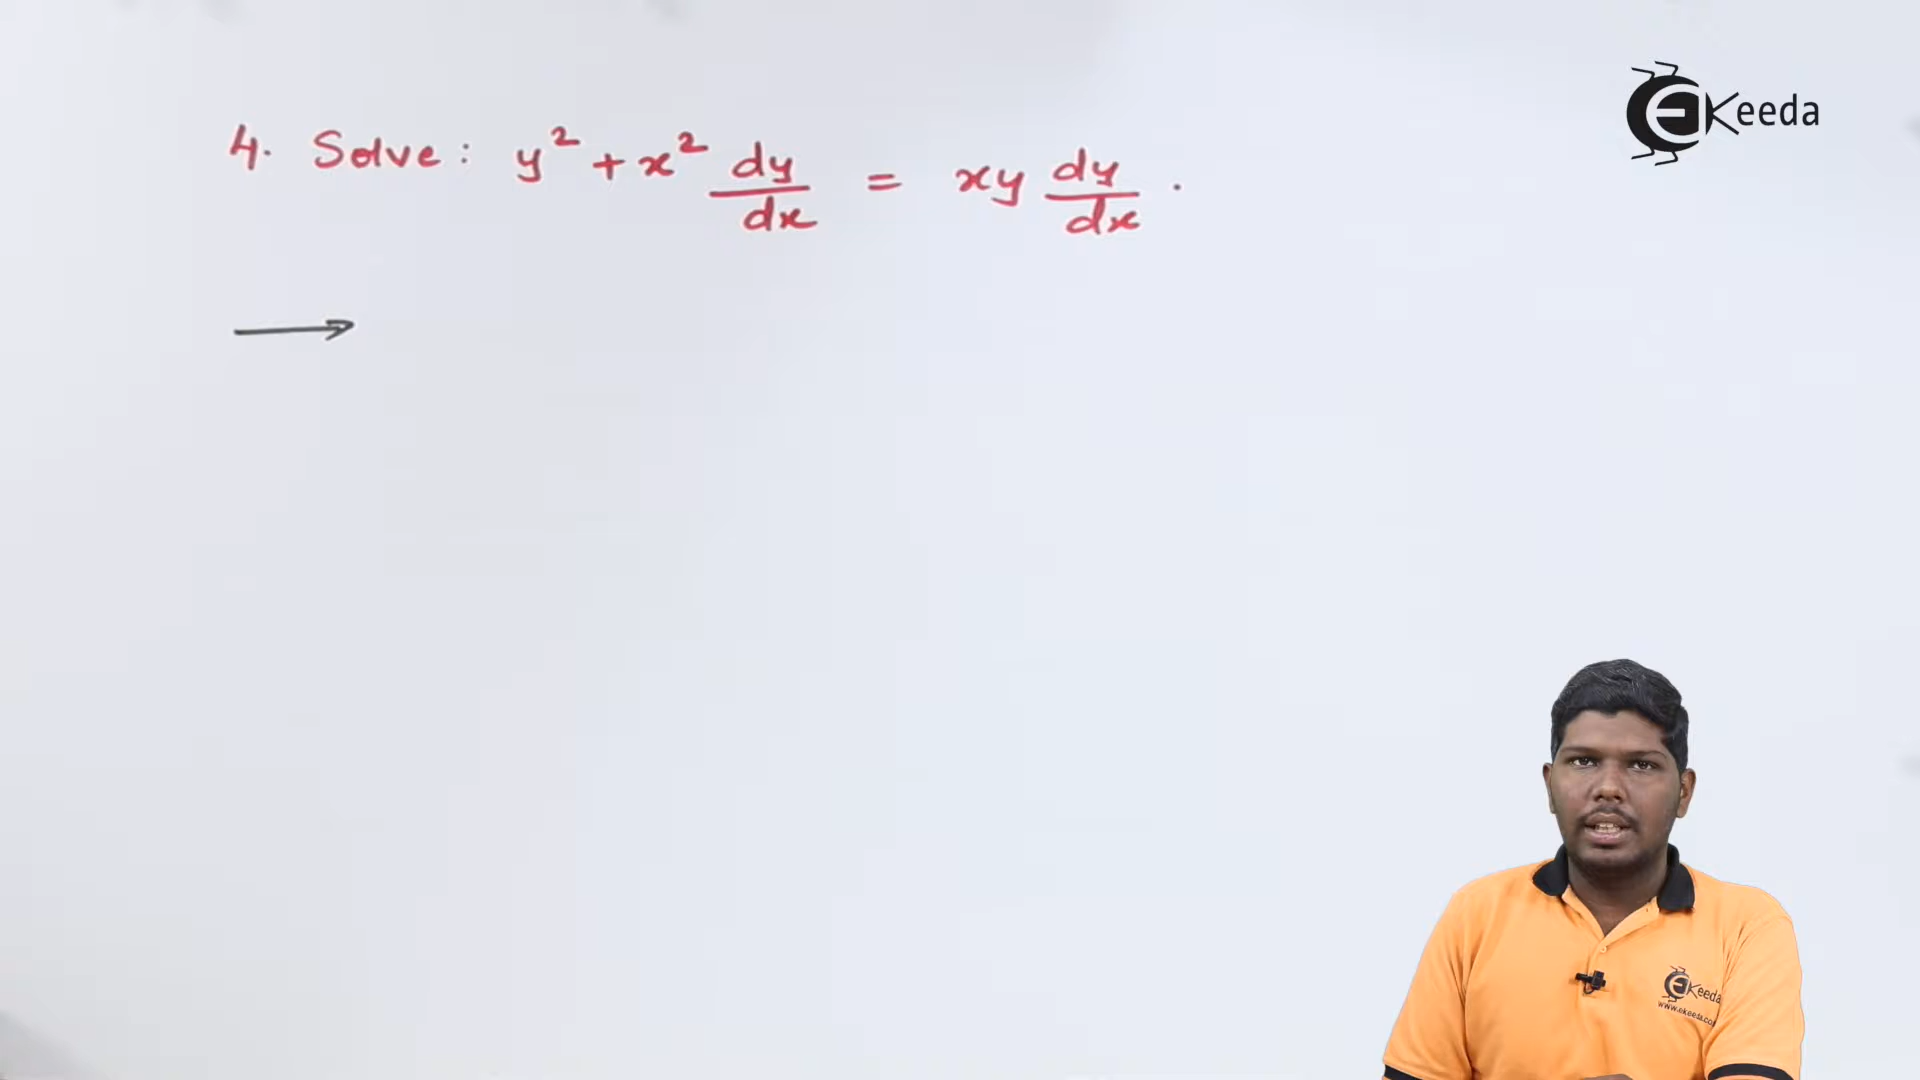 EKeeda
4. Solve: y² + x² dy/dx = xy dy/dx .
EKeeda
www.ekeeda.com